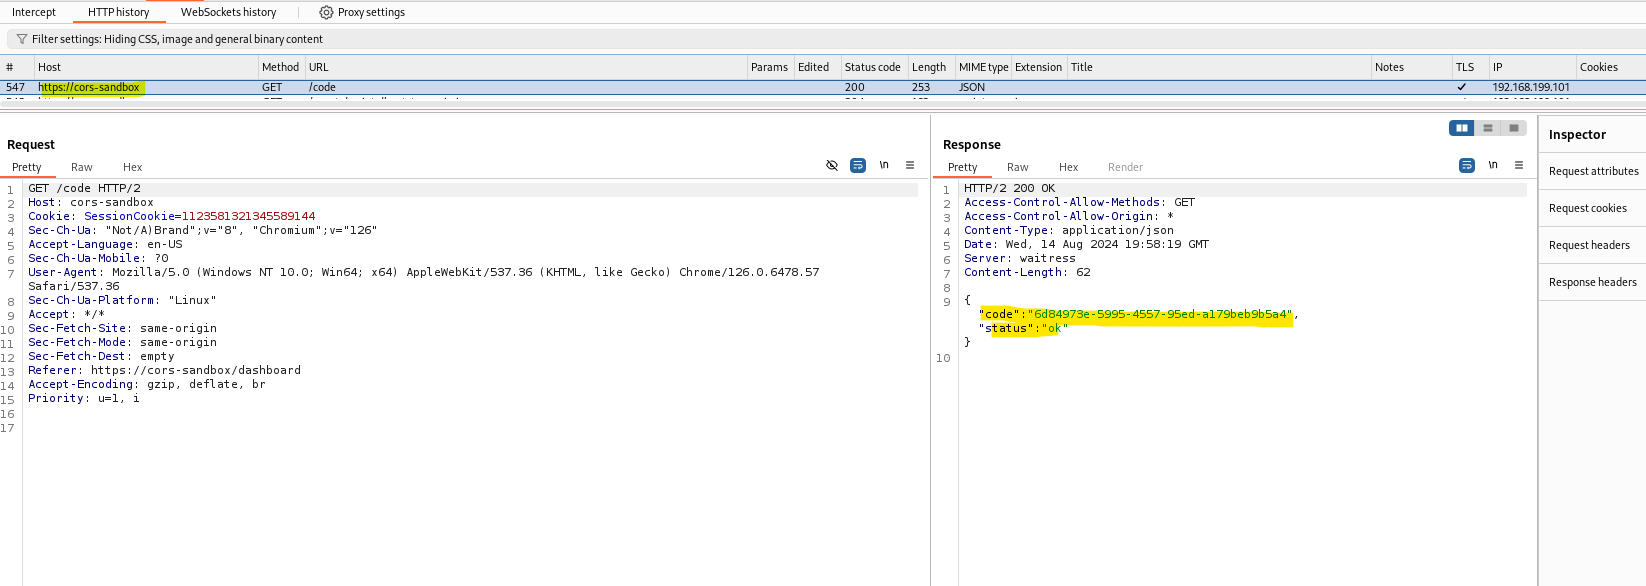 Intercept HTTP history WebSockets history Proxy settings
Filter settings: Hiding CSS, image and general binary content
# Host Method URL Params Edited Status code Length MIME type Extension Title Notes TLS IP Cookies
547 https://cors-sandbox GET /code 200 253 JSON ✓ 192.168.199.101
Request
Pretty Raw Hex \n
1 GET /code HTTP/2
2 Host: cors-sandbox
3 Cookie: SessionCookie=1123581321345589144
4 Sec-Ch-Ua: "Not/A)Brand";v="8", "Chromium";v="126"
5 Accept-Language: en-US
6 Sec-Ch-Ua-Mobile: ?0
7 User-Agent: Mozilla/5.0 (Windows NT 10.0; Win64; x64) AppleWebKit/537.36 (KHTML, like Gecko) Chrome/126.0.6478.57
Safari/537.36
8 Sec-Ch-Ua-Platform: "Linux"
9 Accept: */*
10 Sec-Fetch-Site: same-origin
11 Sec-Fetch-Mode: same-origin
12 Sec-Fetch-Dest: empty
13 Referer: https://cors-sandbox/dashboard
14 Accept-Encoding: gzip, deflate, br
15 Priority: u=1, i
16
17
Response
Pretty Raw Hex Render \n
1 HTTP/2 200 OK
2 Access-Control-Allow-Methods: GET
3 Access-Control-Allow-Origin: *
4 Content-Type: application/json
5 Date: Wed, 14 Aug 2024 19:58:19 GMT
6 Server: waitress
7 Content-Length: 62
8
9 {
"code":"6d84973e-5995-4557-95ed-a179beb9b5a4",
"status":"ok"
}
10
Inspector
Request attributes
Request cookies
Request headers
Response headers